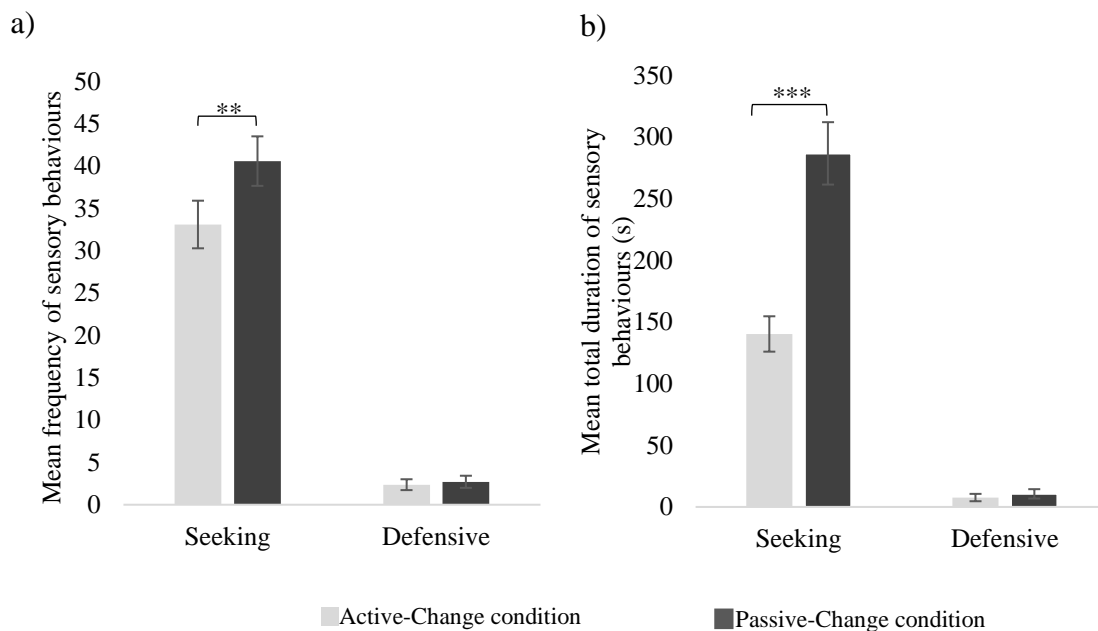 a)
Mean frequency of sensory behaviours
50
45
40
35
30
25
20
15
10
5
0
**
Seeking
Defensive
b)
Mean total duration of sensory
behaviours (s)
350
300
250
200
150
100
50
0
***
Seeking
Defensive
Active-Change condition
Passive-Change condition